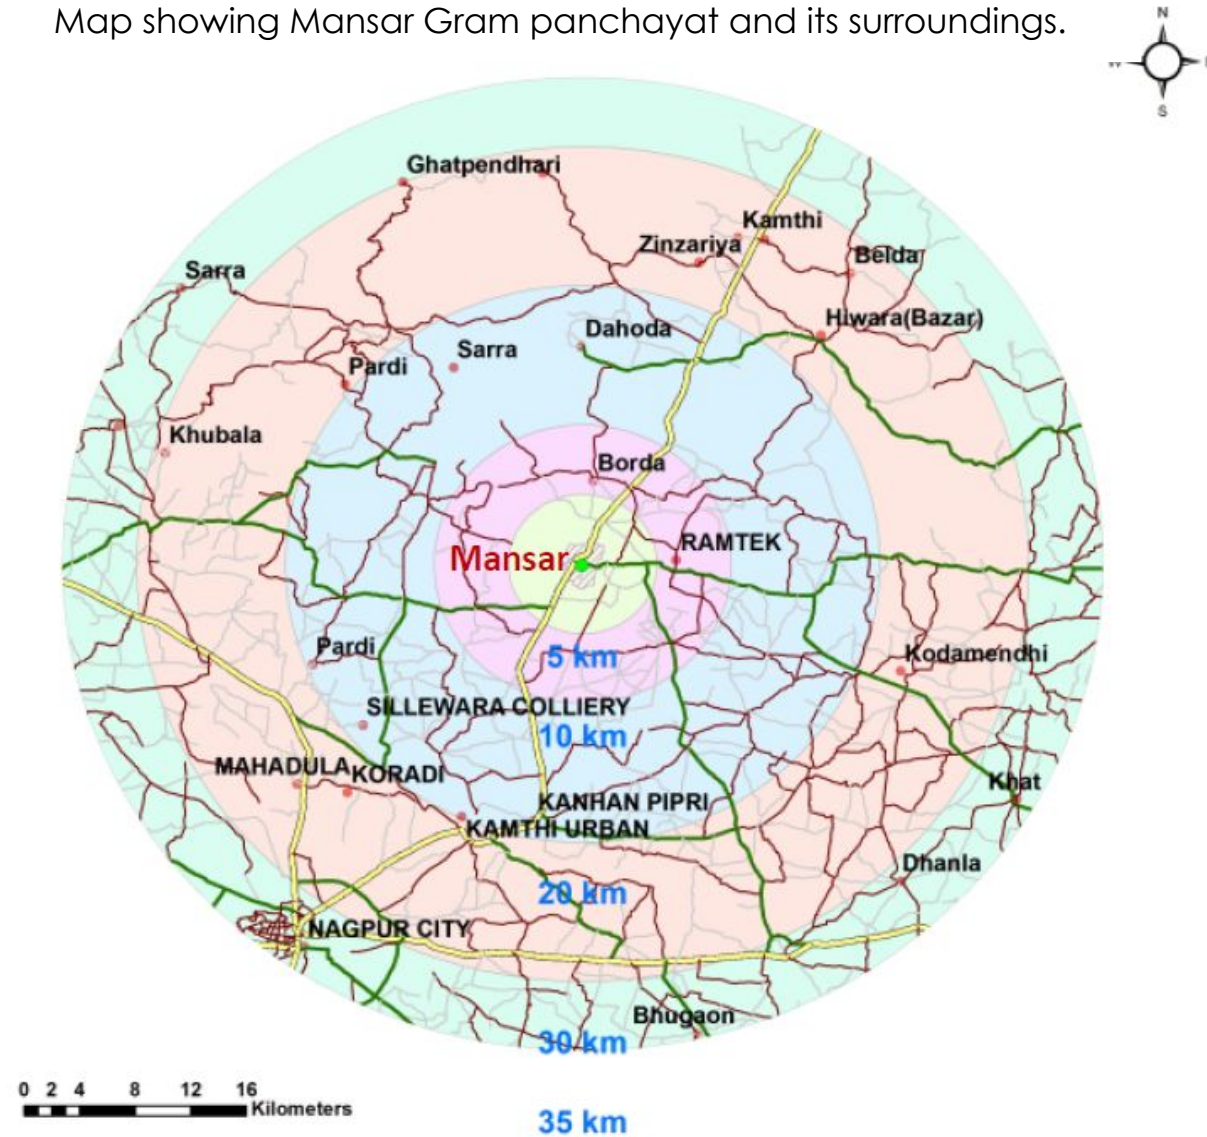 Map showing Mansar Gram panchayat and its surroundings.
N
W
S
Ghatpendhari
Kamthi
Zinzariya
Belda
Sarra
Hiwara(Bazar)
Dahoda
Sarra
Pardi
Khubala
Borda
RAMTEK
Mansar
Pardi
5 km
Kodamendhi
SILLEWARA COLLIERY
10 km
MAHADULA
KORADI
Khat
KANHAN PIPRI
KAMTHI URBAN
Dhanla
20 km
NAGPUR CITY
Bhugaon
30 km
0 2 4 8 12 16
Kilometers
35 km